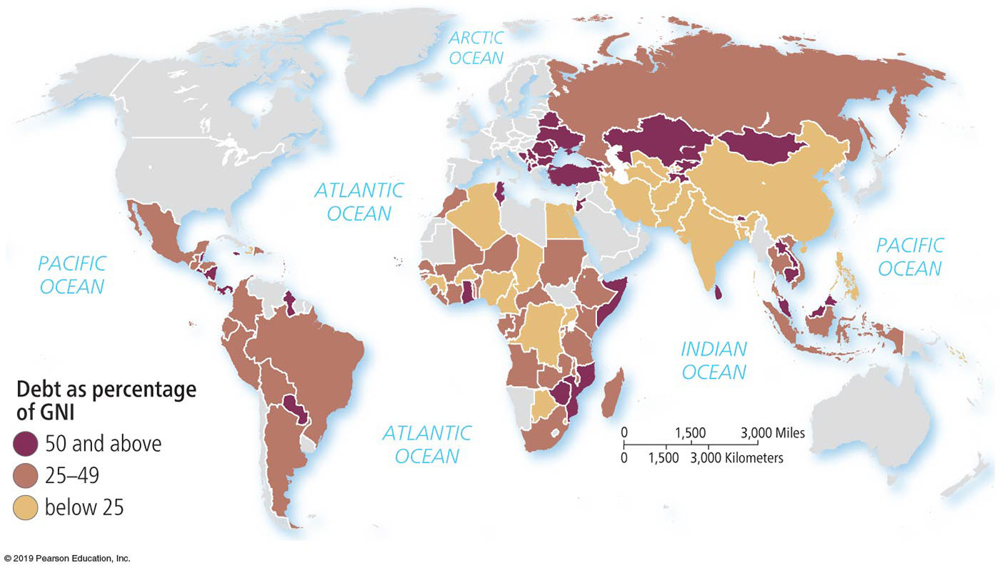 ARCTIC
OCEAN
ATLANTIC
OCEAN
PACIFIC
OCEAN
PACIFIC
OCEAN
INDIAN
OCEAN
ATLANTIC
OCEAN
Debt as percentage
of GNI
50 and above
25–49
below 25
0 1,500 3,000 Miles
0 1,500 3,000 Kilometers
© 2019 Pearson Education, Inc.